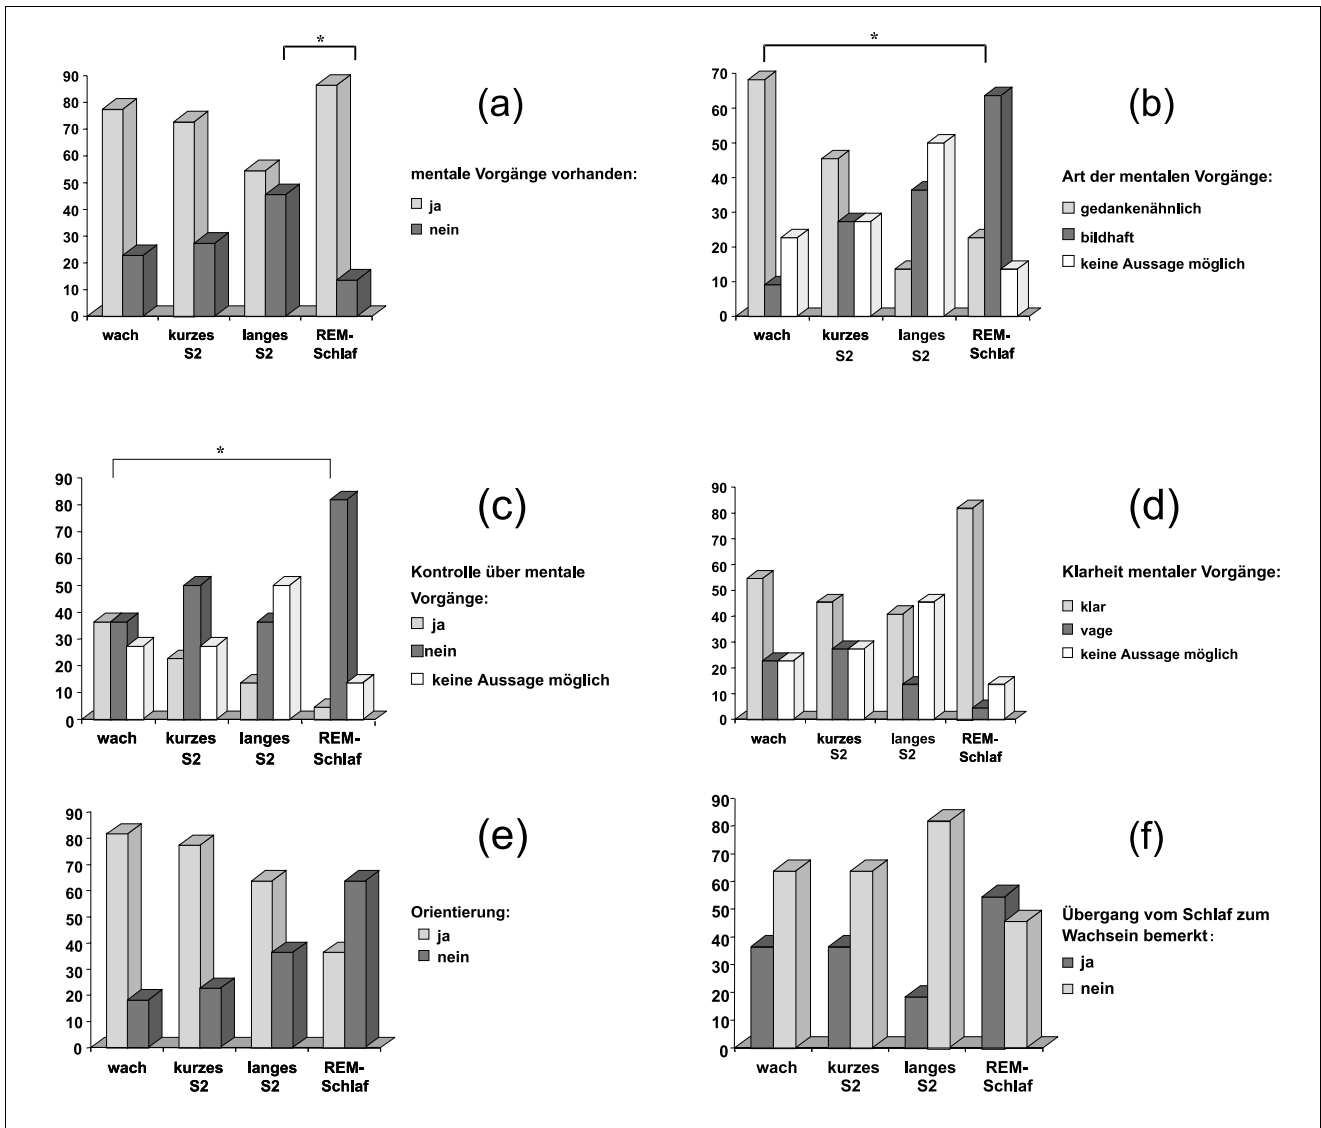 *
(a)
90
80
70
60
50
40
30
20
10
0
wach
kurzes
S2
langes
S2
REM-
Schlaf
mentale Vorgänge vorhanden:
ja
nein
*
(b)
70
60
50
40
30
20
10
0
wach
kurzes
S2
langes
S2
REM-
Schlaf
Art der mentalen Vorgänge:
gedankenähnlich
bildhaft
keine Aussage möglich
*
(c)
90
80
70
60
50
40
30
20
10
0
wach
kurzes
S2
langes
S2
REM-
Schlaf
Kontrolle über mentale
Vorgänge:
ja
nein
keine Aussage möglich
(d)
90
80
70
60
50
40
30
20
10
0
wach
kurzes
S2
langes
S2
REM-
Schlaf
Klarheit mentaler Vorgänge:
klar
vage
keine Aussage möglich
(e)
90
80
70
60
50
40
30
20
10
0
wach
kurzes
S2
langes
S2
REM-
Schlaf
Orientierung:
ja
nein
(f)
90
80
70
60
50
40
30
20
10
0
wach
kurzes
S2
langes
S2
REM-
Schlaf
Übergang vom Schlaf zum
Wachsein bemerkt:
ja
nein